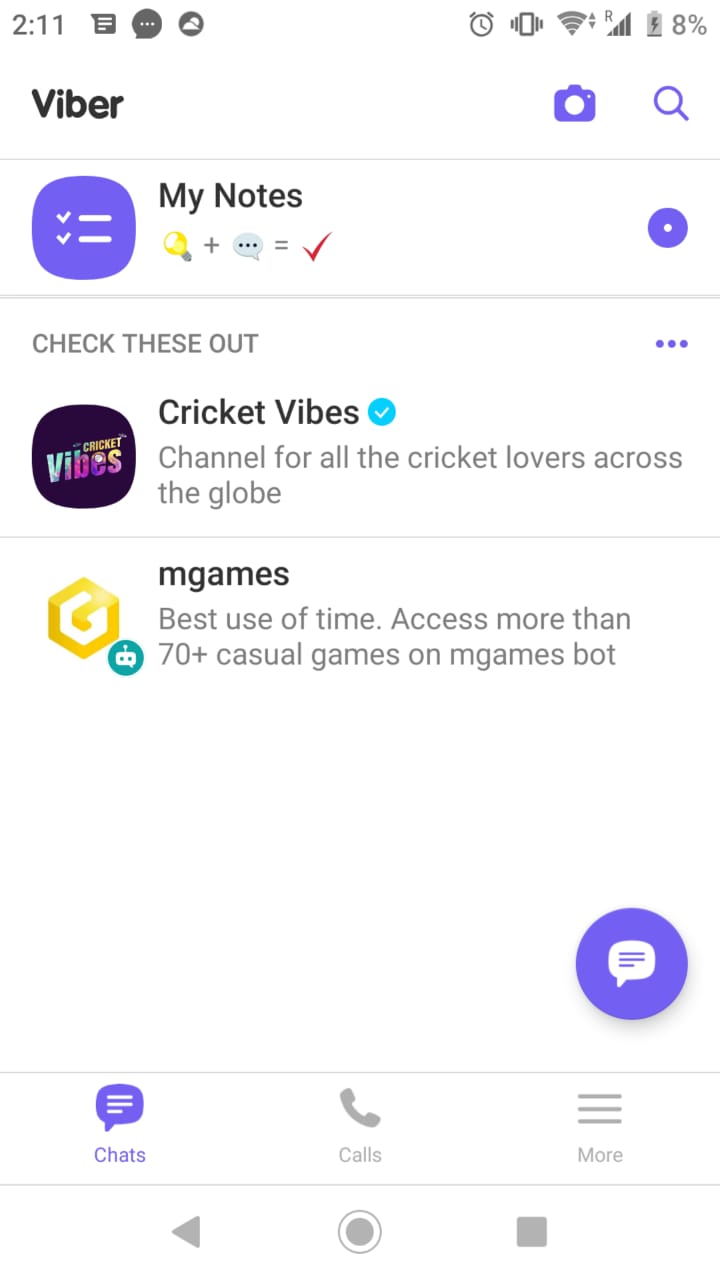 2:11
R
8%
Viber
My Notes
+ = 
CHECK THESE OUT
Cricket Vibes
CRICKET
Vibes
Channel for all the cricket lovers across
the globe
mgames
Best use of time. Access more than
70+ casual games on mgames bot
Chats
Calls
More